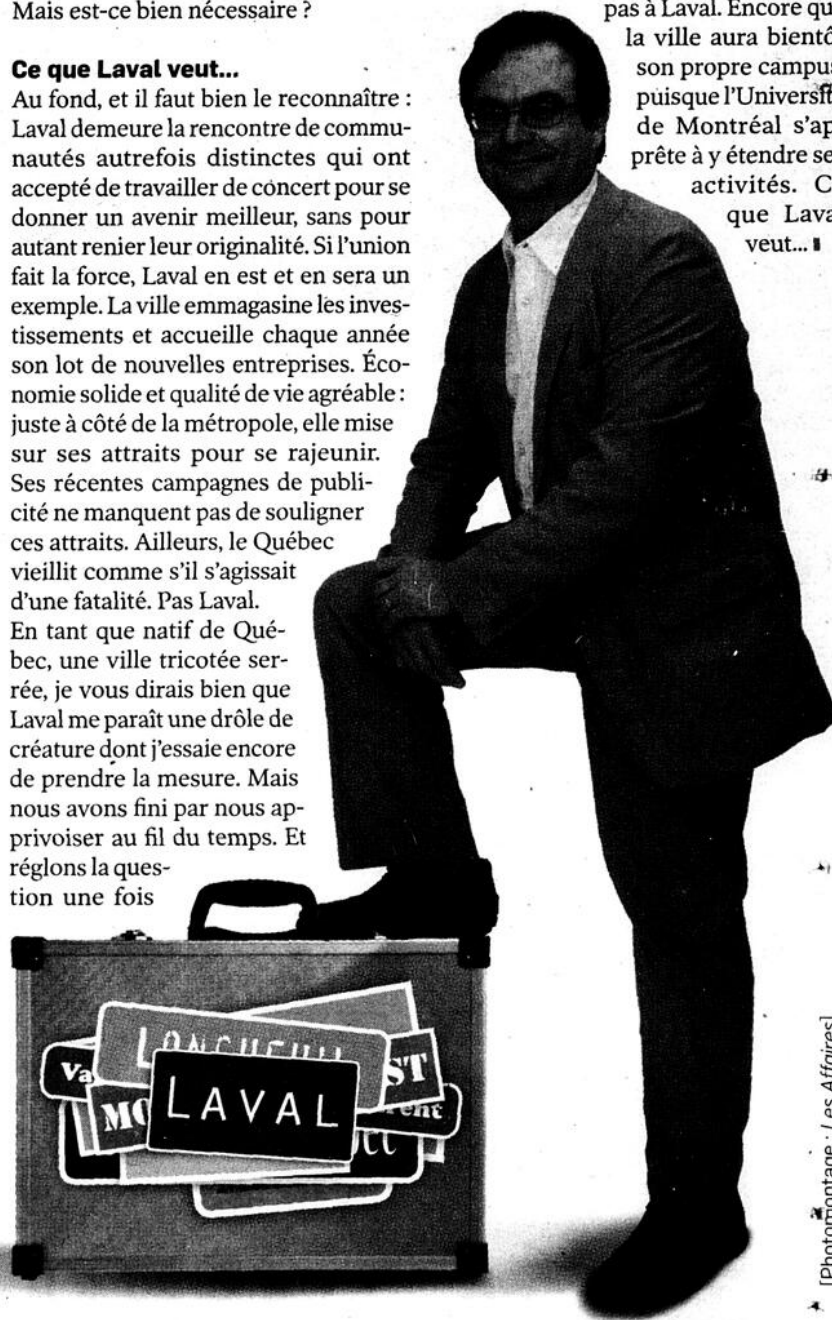 Mais est-ce bien nécessaire ?
Ce que Laval veut...
Au fond, et il faut bien le reconnaître :
Laval demeure la rencontre de commu-
nautés autrefois distinctes qui ont
accepté de travailler de concert pour se
donner un avenir meilleur, sans pour
autant renier leur originalité. Si l'union
fait la force, Laval en est et en sera un
exemple. La ville emmagasine les inves-
tissements et accueille chaque année
son lot de nouvelles entreprises. Éco-
nomie solide et qualité de vie agréable :
juste à côté de la métropole, elle mise
sur ses attraits pour se rajeunir.
Ses récentes campagnes de publi-
cité ne manquent pas de souligner
ces attraits. Ailleurs, le Québec
vieillit comme s'il s'agissait
d'une fatalité. Pas Laval.
En tant que natif de Qué-
bec, une ville tricotée ser-
rée, je vous dirais bien que
Laval me paraît une drôle de
créature dont j'essaie encore
de prendre la mesure. Mais
nous avons fini par nous ap-
privoiser au fil du temps. Et
réglons la ques-
tion une fois
pas à Laval. Encore qu
la ville aura bientô
son propre campus
puisque l'Universit
de Montréal s'ap
prête à y étendre se
activités. C
que Lava
veut...
LONGUEUIL
Va
ST
MO
LAVAL
rent
[Photomontage : Les Affaires]